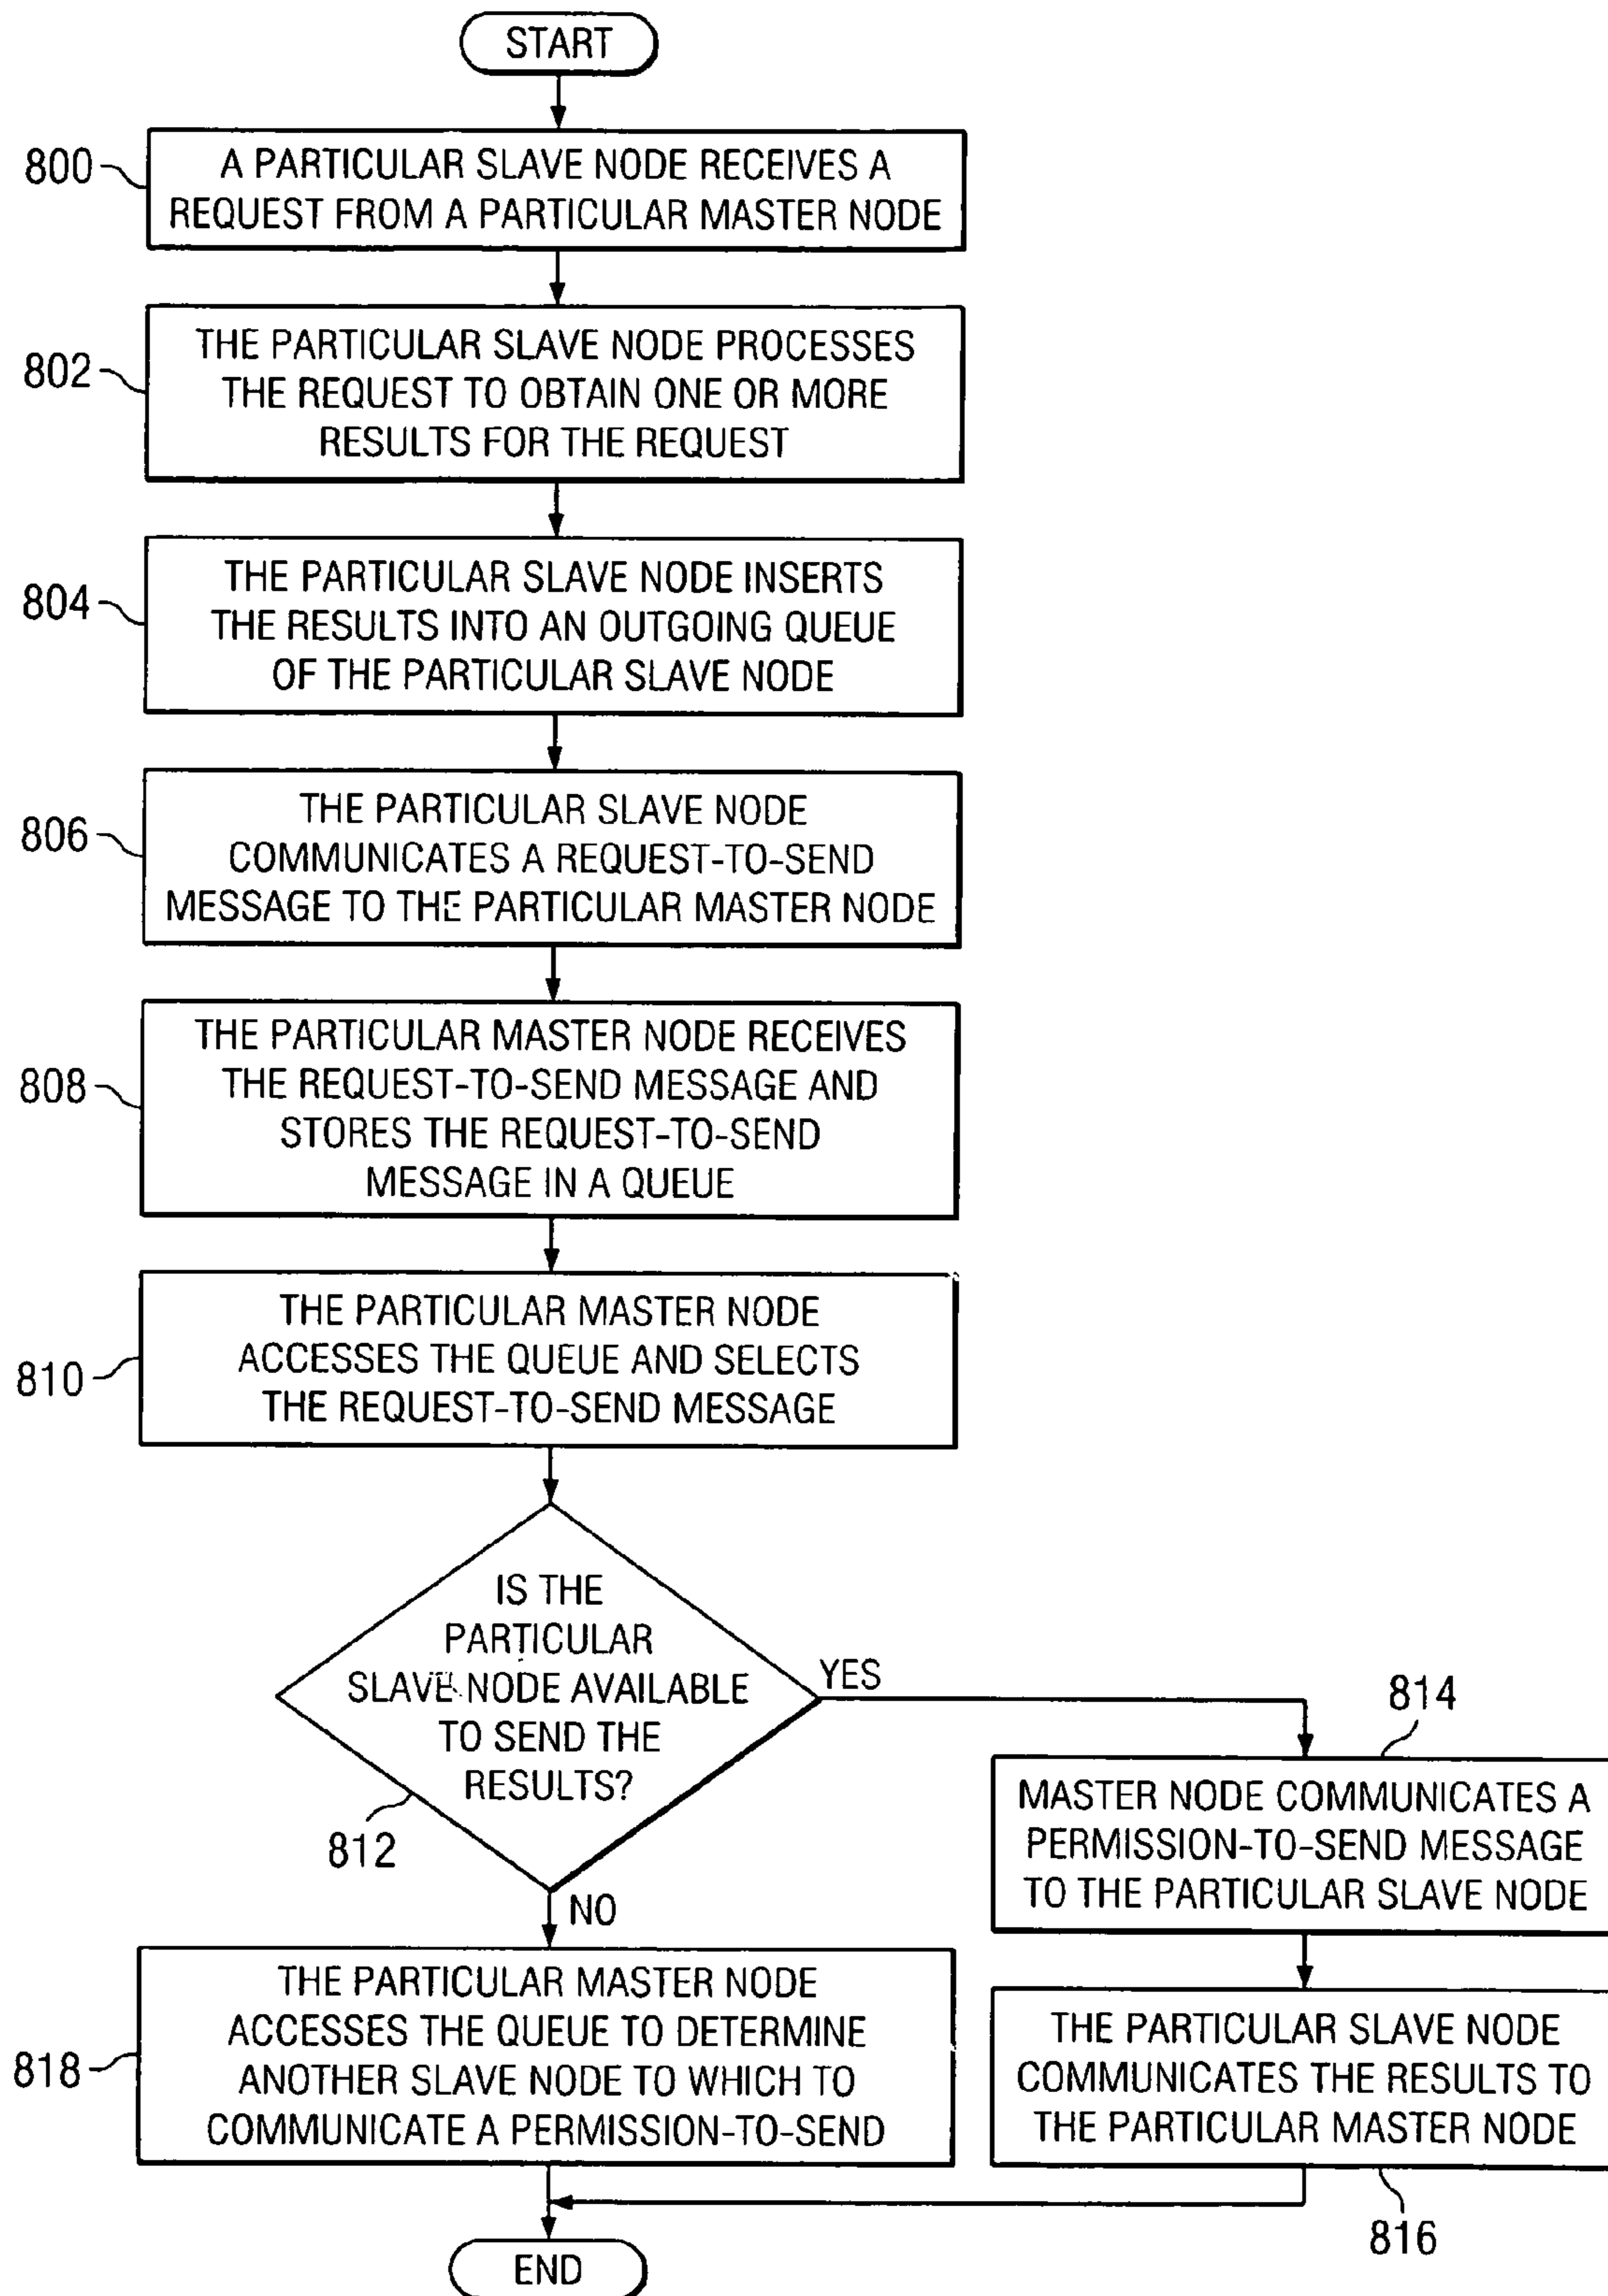 START
800
A PARTICULAR SLAVE NODE RECEIVES A
REQUEST FROM A PARTICULAR MASTER NODE
802
THE PARTICULAR SLAVE NODE PROCESSES
THE REQUEST TO OBTAIN ONE OR MORE
RESULTS FOR THE REQUEST
804
THE PARTICULAR SLAVE NODE INSERTS
THE RESULTS INTO AN OUTGOING QUEUE
OF THE PARTICULAR SLAVE NODE
806
THE PARTICULAR SLAVE NODE
COMMUNICATES A REQUEST-TO-SEND
MESSAGE TO THE PARTICULAR MASTER NODE
808
THE PARTICULAR MASTER NODE RECEIVES
THE REQUEST-TO-SEND MESSAGE AND
STORES THE REQUEST-TO-SEND
MESSAGE IN A QUEUE
810
THE PARTICULAR MASTER NODE
ACCESSES THE QUEUE AND SELECTS
THE REQUEST-TO-SEND MESSAGE
IS THE
PARTICULAR
SLAVE NODE AVAILABLE
TO SEND THE
RESULTS?
812
YES
NO
814
MASTER NODE COMMUNICATES A
PERMISSION-TO-SEND MESSAGE
TO THE PARTICULAR SLAVE NODE
THE PARTICULAR SLAVE NODE
COMMUNICATES THE RESULTS TO
THE PARTICULAR MASTER NODE
816
818
THE PARTICULAR MASTER NODE
ACCESSES THE QUEUE TO DETERMINE
ANOTHER SLAVE NODE TO WHICH TO
COMMUNICATE A PERMISSION-TO-SEND
END